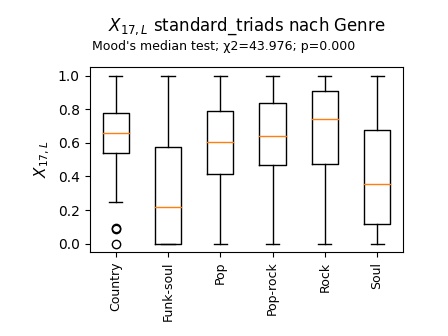 X17, L standard_triads nach Genre
Mood's median test; χ2=43.976; p=0.000
X17, L
1.0
0.8
0.6
0.4
0.2
0.0
Country
Funk-soul
Pop
Pop-rock
Rock
Soul